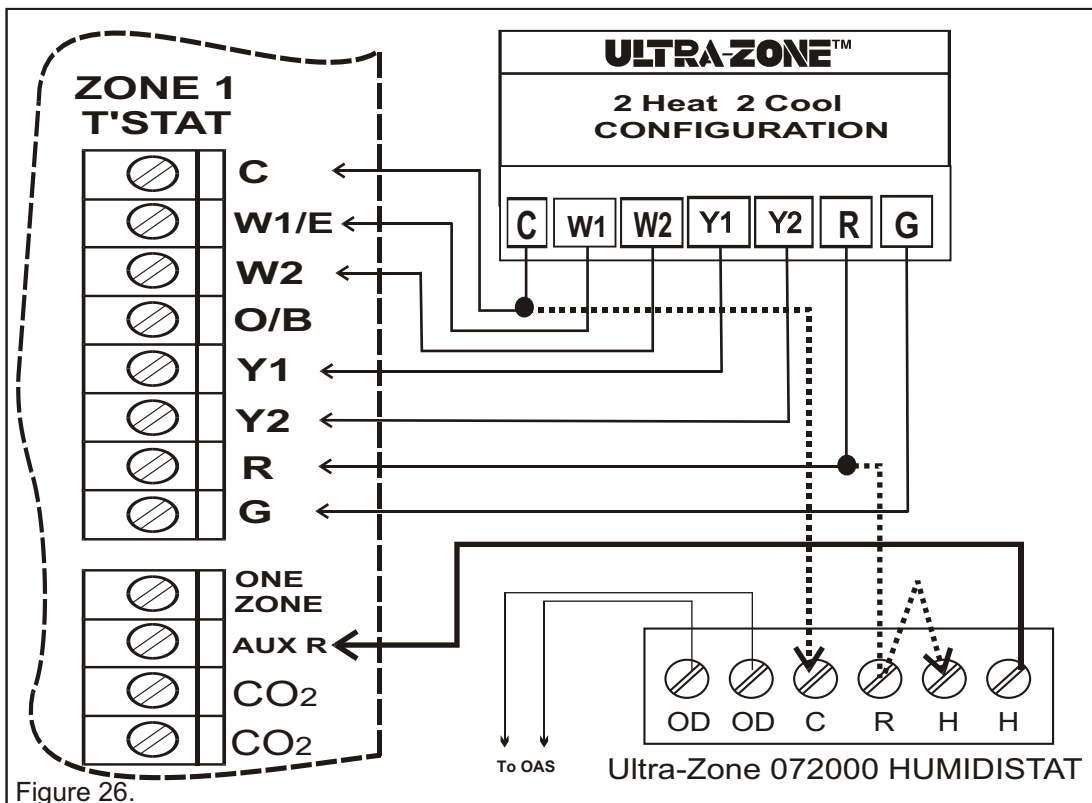 ZONE 1
T'STAT
C
W1/E
W2
O/B
Y1
Y2
R
G
ONE
ZONE
AUX R
CO2
CO2
ULTRA-ZONE™
2 Heat 2 Cool
CONFIGURATION
C W1 W2 Y1 Y2 R G
OD OD C R H H
To OAS
Ultra-Zone 072000 HUMIDISTAT
Figure 26.